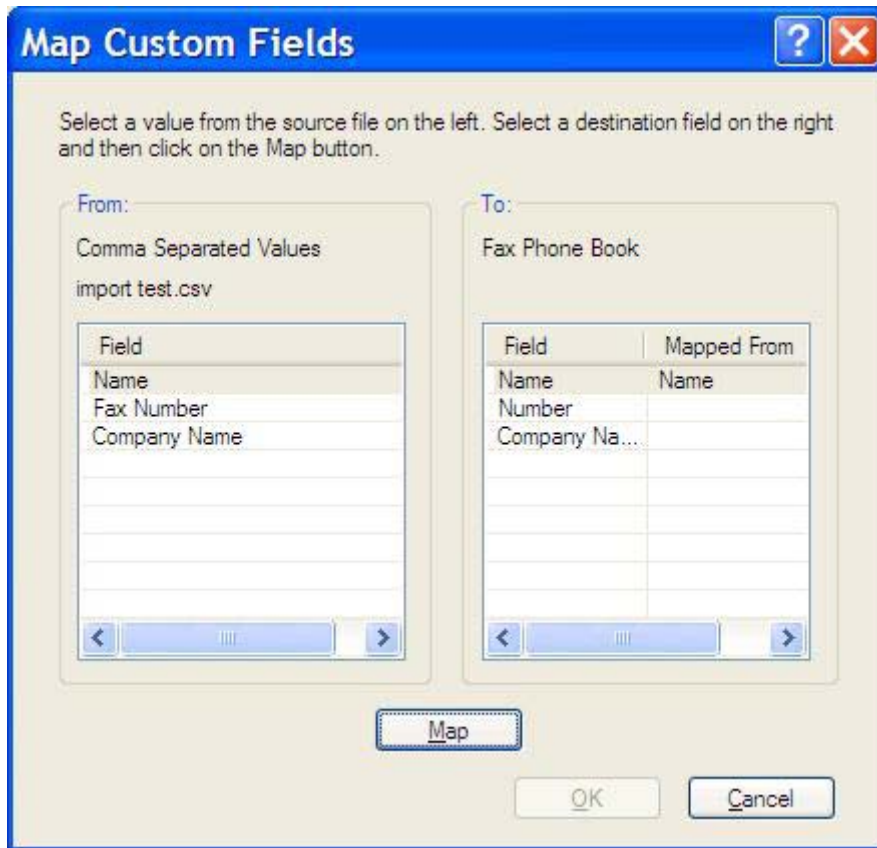 Map Custom Fields
Select a value from the source file on the left. Select a destination field on the right
and then click on the Map button.
From:
Comma Separated Values
import test.csv
Field
Name
Fax Number
Company Name
To:
Fax Phone Book
Field Mapped From
Name Name
Number
Company Na...
Map
OK Cancel